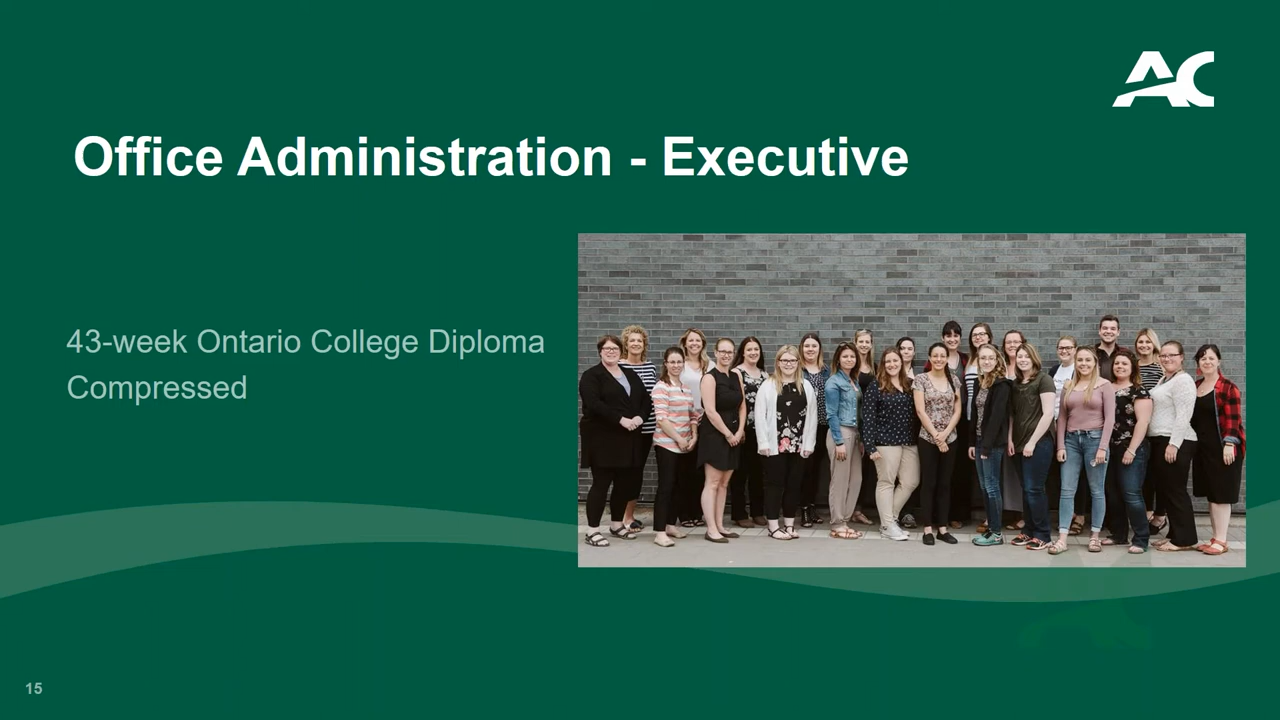 AC
Office Administration - Executive
43-week Ontario College Diploma
Compressed
15